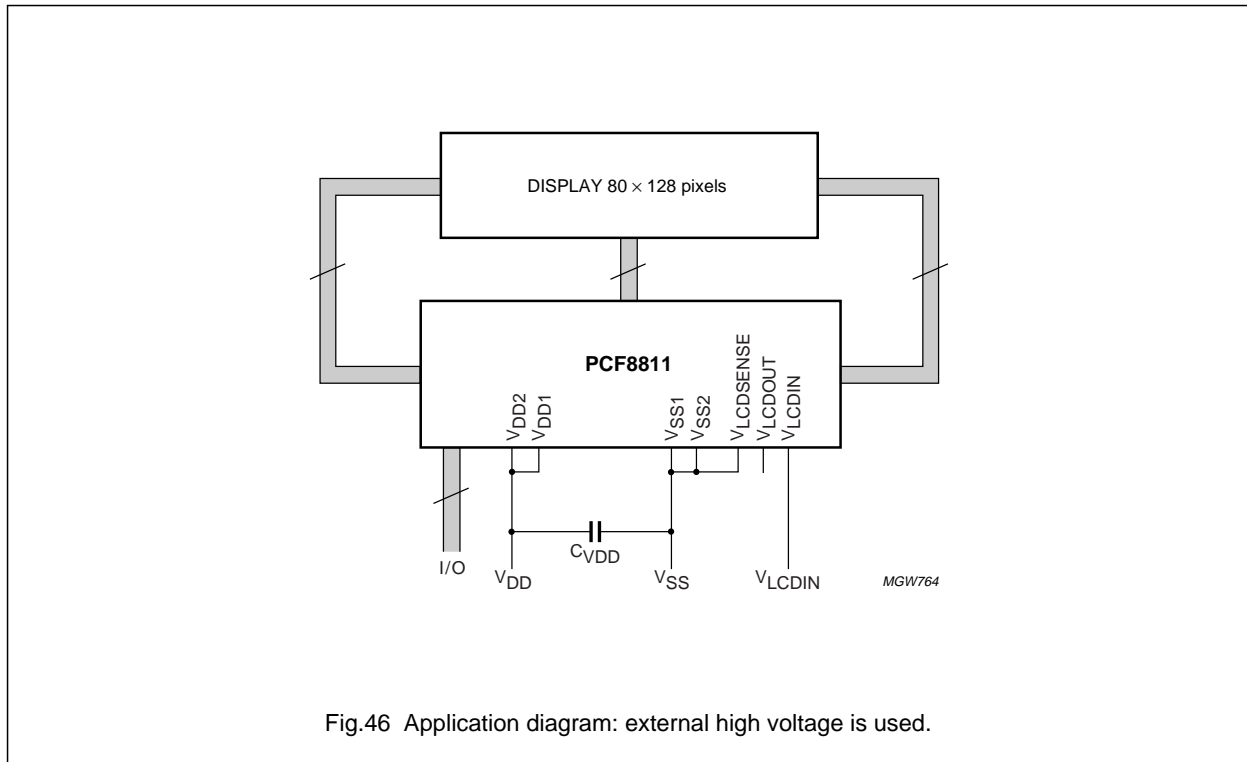 DISPLAY 80 × 128 pixels
PCF8811
VDD2
VDD1
VSS1
VSS2
VLCDSENSE
VLCDOUT
VLCDIN
CVDD
I/O
VDD
VSS
VLCDIN
MGW764
Fig.46 Application diagram: external high voltage is used.